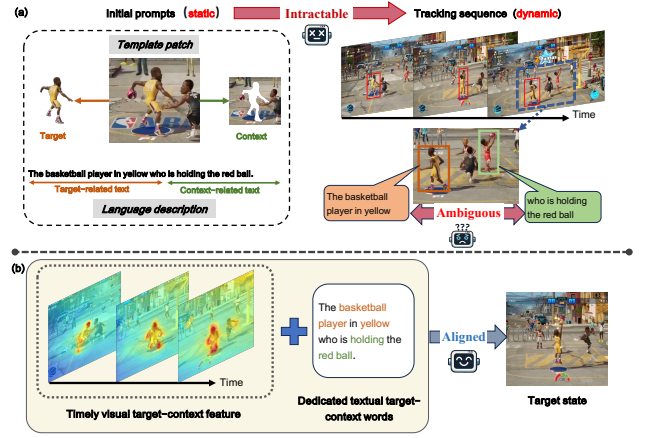 (a)
Initial prompts (static)
Intractable
Tracking sequence (dynamic)
Template patch
Target
Context
Time
The basketball player in yellow who is holding the red ball.
Target-related text
Context-related text
Language description
The basketball
player in yellow
Ambiguous
who is holding
the red ball
???
(b)
Time
The basketball
player in yellow
who is holding the
red ball.
Aligned
Timely visual target-context feature
Dedicated textual target-
context words
Target state